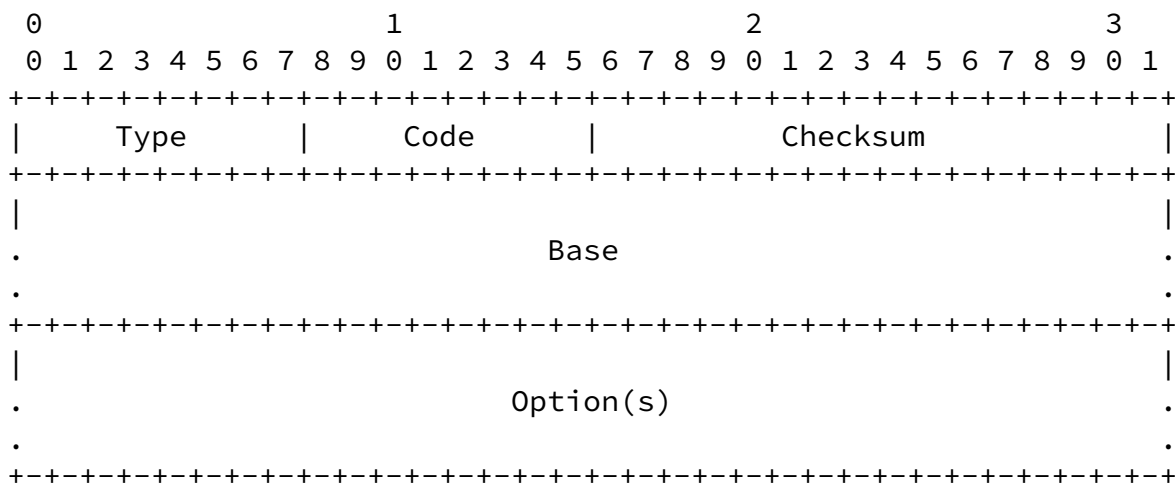 0                   1                   2                   3
 0 1 2 3 4 5 6 7 8 9 0 1 2 3 4 5 6 7 8 9 0 1 2 3 4 5 6 7 8 9 0 1
+-+-+-+-+-+-+-+-+-+-+-+-+-+-+-+-+-+-+-+-+-+-+-+-+-+-+-+-+-+-+-+-+
|     Type      |     Code      |          Checksum             |
+-+-+-+-+-+-+-+-+-+-+-+-+-+-+-+-+-+-+-+-+-+-+-+-+-+-+-+-+-+-+-+-+
|                                                               |
.                             Base                              .
.                                                               .
+-+-+-+-+-+-+-+-+-+-+-+-+-+-+-+-+-+-+-+-+-+-+-+-+-+-+-+-+-+-+-+-+
|                                                               |
.                           Option(s)                           .
.                                                               .
+-+-+-+-+-+-+-+-+-+-+-+-+-+-+-+-+-+-+-+-+-+-+-+-+-+-+-+-+-+-+-+-+